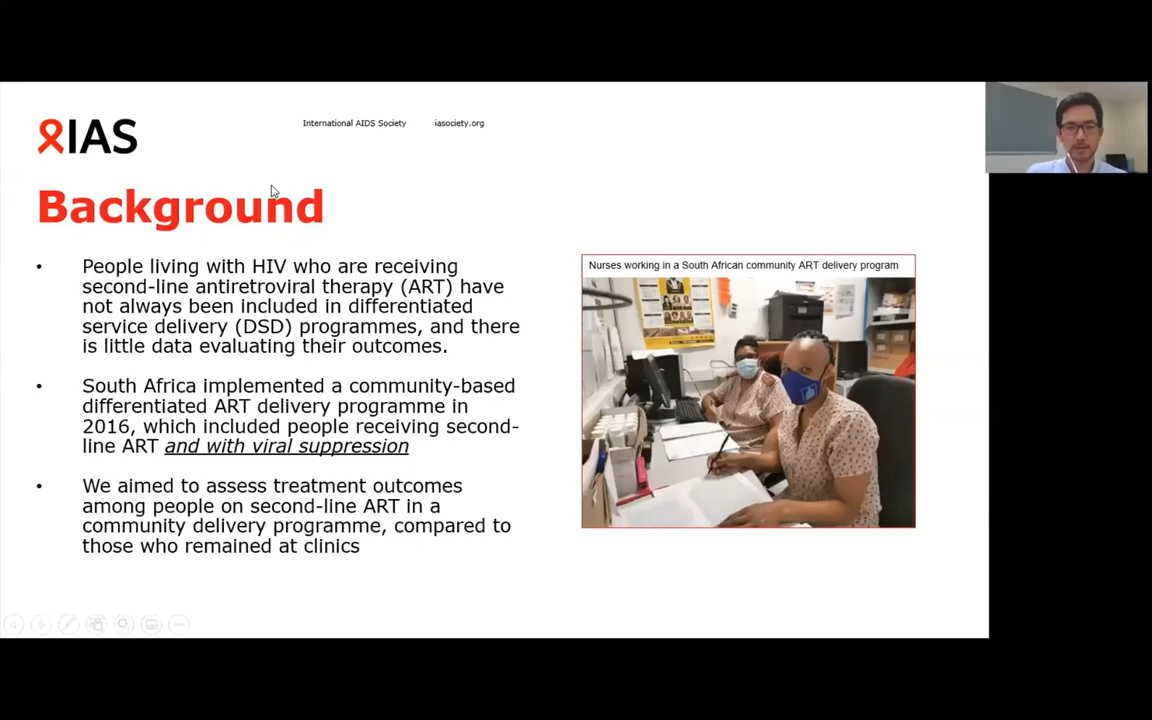 IAS
International AIDS Society
iasociety.org
Background
• People living with HIV who are receiving
second-line antiretroviral therapy (ART) have
not always been included in differentiated
service delivery (DSD) programmes, and there
is little data evaluating their outcomes.
• South Africa implemented a community-based
differentiated ART delivery programme in
2016, which included people receiving second-
line ART and with viral suppression
• We aimed to assess treatment outcomes
among people on second-line ART in a
community delivery programme, compared to
those who remained at clinics
Nurses working in a South African community ART delivery program